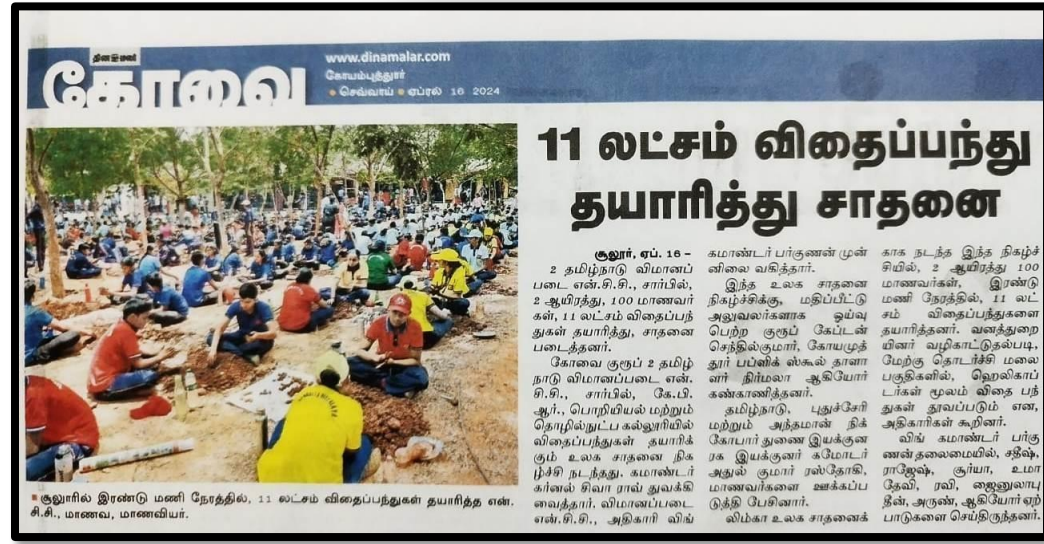 தினமலர்
கோவை
www.dinamalar.com
கோயம்புத்தூர்
செவ்வாய் ● ஏப்ரல் 16 2024
11 லட்சம் விதைப்பந்து
தயாரித்து சாதனை
■ சூலூரில் இரண்டு மணி நேரத்தில், 11 லட்சம் விதைப்பந்துகள் தயாரித்த என்.
சி.சி., மாணவ, மாணவியர்.
சூலூர், ஏப். 16 –
2 தமிழ்நாடு விமானப்
படை என்.சி.சி., சார்பில்,
2 ஆயிரத்து, 100 மாணவர்
கள், 11 லட்சம் விதைப்பந்
துகள் தயாரித்து, சாதனை
படைத்தனர்.
கோவை குரூப் 2 தமிழ்
நாடு விமானப்படை என்.
சி.சி., சார்பில், கே.பி.
ஆர்., பொறியியல் மற்றும்
தொழில்நுட்ப கல்லூரியில்
விதைப்பந்துகள் தயாரிக்
கும் உலக சாதனை நிக
ழ்ச்சி நடந்தது. கமாண்டர்
கர்னல் சிவா ராவ் துவக்கி
வைத்தார். விமானப்படை
என்.சி.சி., அதிகாரி விங்
கமாண்டர் பர்குணன் முன்
னிலை வகித்தார்.
இந்த உலக சாதனை
நிகழ்ச்சிக்கு, மதிப்பீட்டு
அலுவலர்களாக ஓய்வு
பெற்ற குரூப் கேப்டன்
செந்தில்குமார், கோயமுத்
தூர் பப்ளிக் ஸ்கூல் தாளா
ளர் நிர்மலா ஆகியோர்
கண்காணித்தனர்.
தமிழ்நாடு, புதுச்சேரி
மற்றும் அந்தமான் நிக்
கோபார் துணை இயக்குன
ரக இயக்குனர் கமோடர்
அதுல் குமார் ரஸ்தோகி,
மாணவர்களை ஊக்கப்ப
டுத்தி பேசினார்.
லிம்கா உலக சாதனைக்
காக நடந்த இந்த நிகழ்ச்
சியில், 2 ஆயிரத்து 100
மாணவர்கள், இரண்டு
மணி நேரத்தில், 11 லட்
சம் விதைப்பந்துகளை
தயாரித்தனர். வனத்துறை
யினர் வழிகாட்டுதல்படி,
மேற்கு தொடர்ச்சி மலை
பகுதிகளில், ஹெலிகாப்
டர்கள் மூலம் விதை பந்
துகள் தூவப்படும் என,
அதிகாரிகள் கூறினர்.
விங் கமாண்டர் பர்கு
ணன் தலைமையில், சதீஷ்,
ராஜேஷ், சூர்யா, உமா
தேவி, ரவி, ஜைனுலாபு
தீன், அருண், ஆகியோர் ஏற்
பாடுகளை செய்திருந்தனர்.